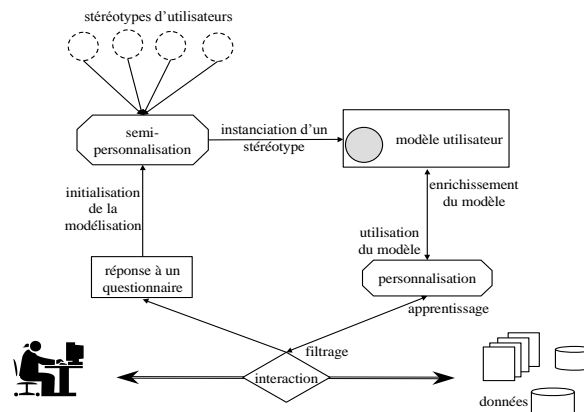 stéréotypes d'utilisateurs
semi-
personnalisation
instanciation d'un
stéréotype
modèle utilisateur
initialisation
de la
modélisation
enrichissement
du modèle
utilisation
du modèle
réponse à un
questionnaire
personnalisation
apprentissage
filtrage
interaction
données